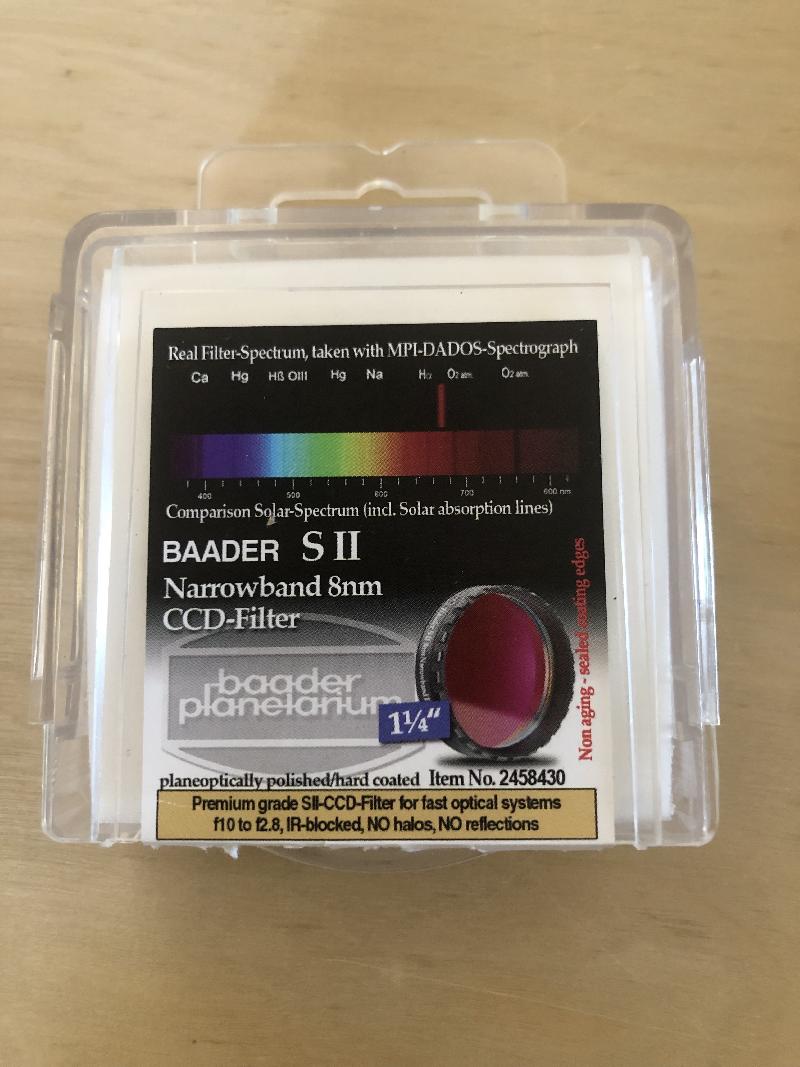 Real Filter-Spectrum, taken with MPI-DADOS-Spectrograph
Ca Hg Hß OIII Hg Na Hα O2 atm. O2 atm.
400 500 600 700 800 nm
Comparison Solar-Spectrum (incl. Solar absorption lines)
BAADER S II
Narrowband 8nm
CCD-Filter
baader
planetarium
1¼"
Non aging - sealed coating edges
planeoptically polished/hard coated Item No. 2458430
Premium grade SII-CCD-Filter for fast optical systems
f10 to f2.8, IR-blocked, NO halos, NO reflections